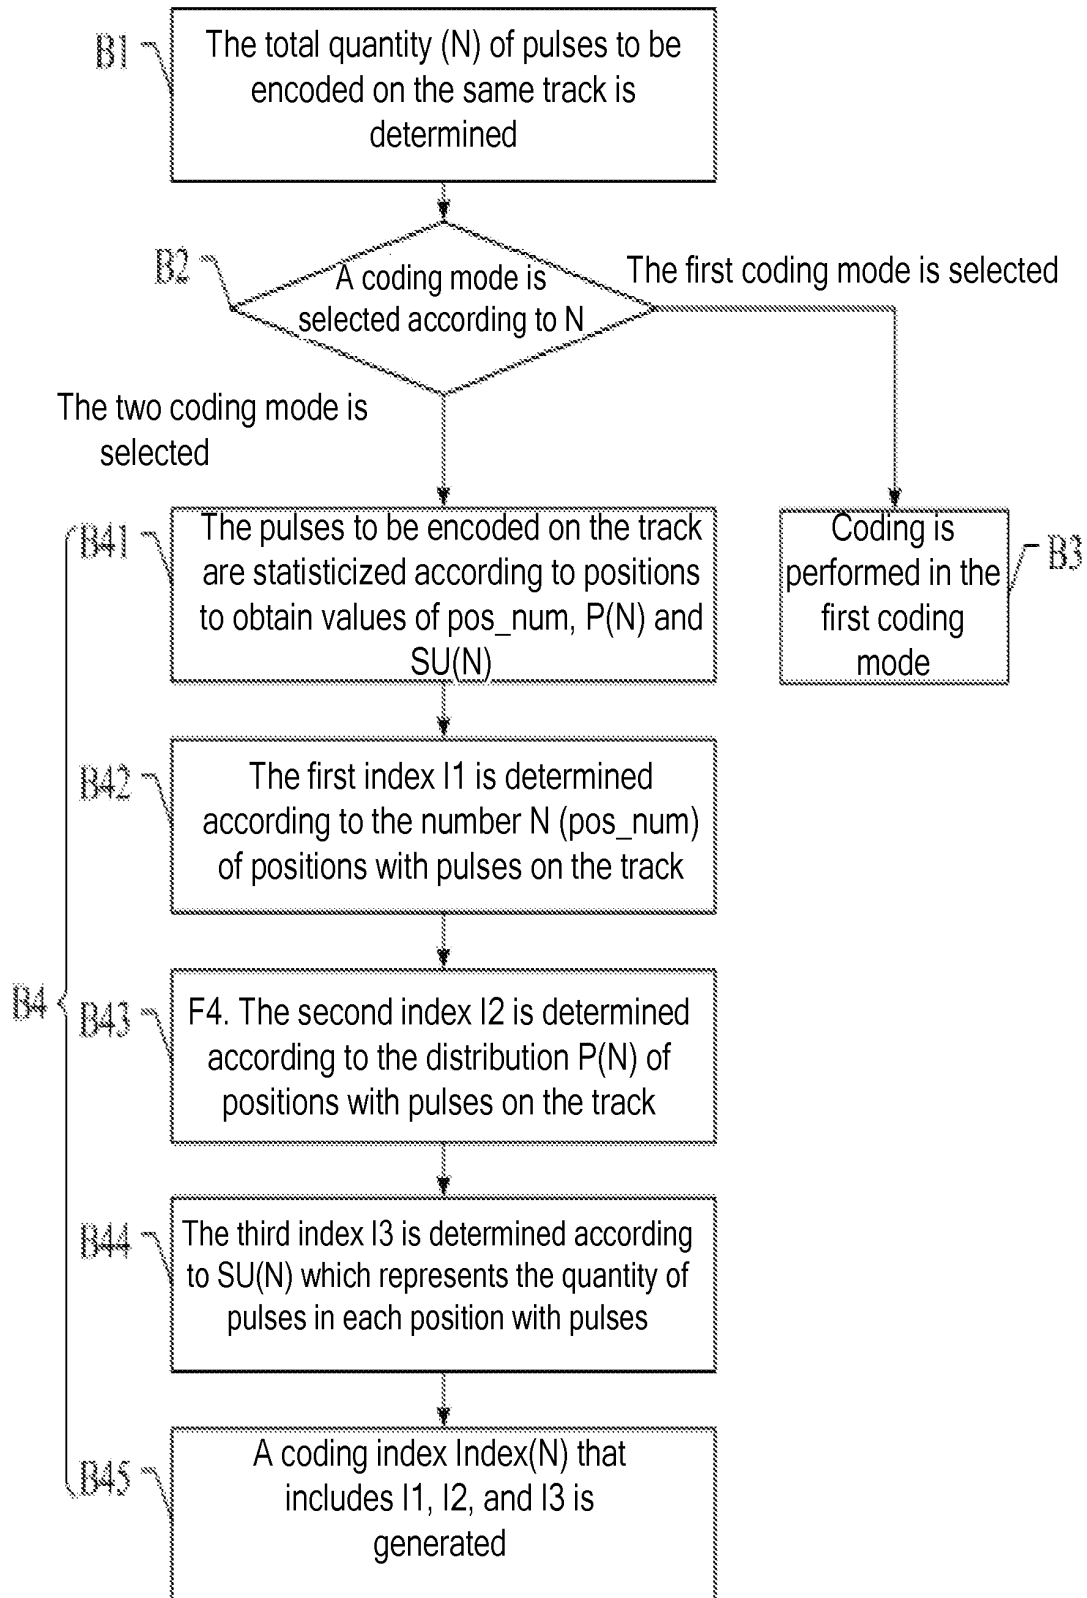 B1
The total quantity (N) of pulses to be
encoded on the same track is
determined
B2
A coding mode is
selected according to N
The first coding mode is selected
The two coding mode is
selected
B41
The pulses to be encoded on the track
are statisticized according to positions
to obtain values of pos_num, P(N) and
SU(N)
Coding is
performed in the
first coding
mode
B3
B42
The first index I1 is determined
according to the number N (pos_num)
of positions with pulses on the track
B4
B43
F4. The second index I2 is determined
according to the distribution P(N) of
positions with pulses on the track
B44
The third index I3 is determined according
to SU(N) which represents the quantity of
pulses in each position with pulses
B45
A coding index Index(N) that
includes I1, I2, and I3 is
generated